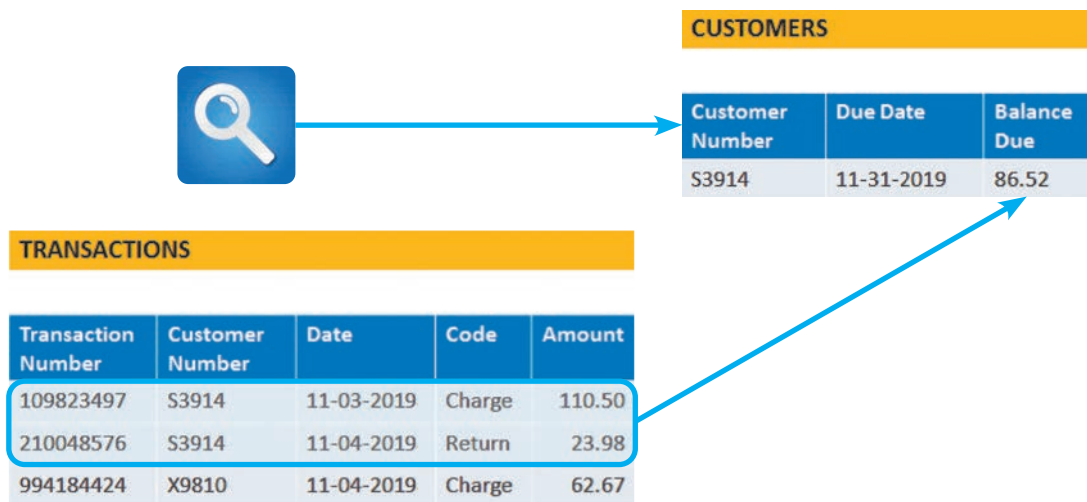 CUSTOMERS
Customer Number Due Date Balance Due
S3914 11-31-2019 86.52
TRANSACTIONS
Transaction Number Customer Number Date Code Amount
109823497 S3914 11-03-2019 Charge 110.50
210048576 S3914 11-04-2019 Return 23.98
994184424 X9810 11-04-2019 Charge 62.67